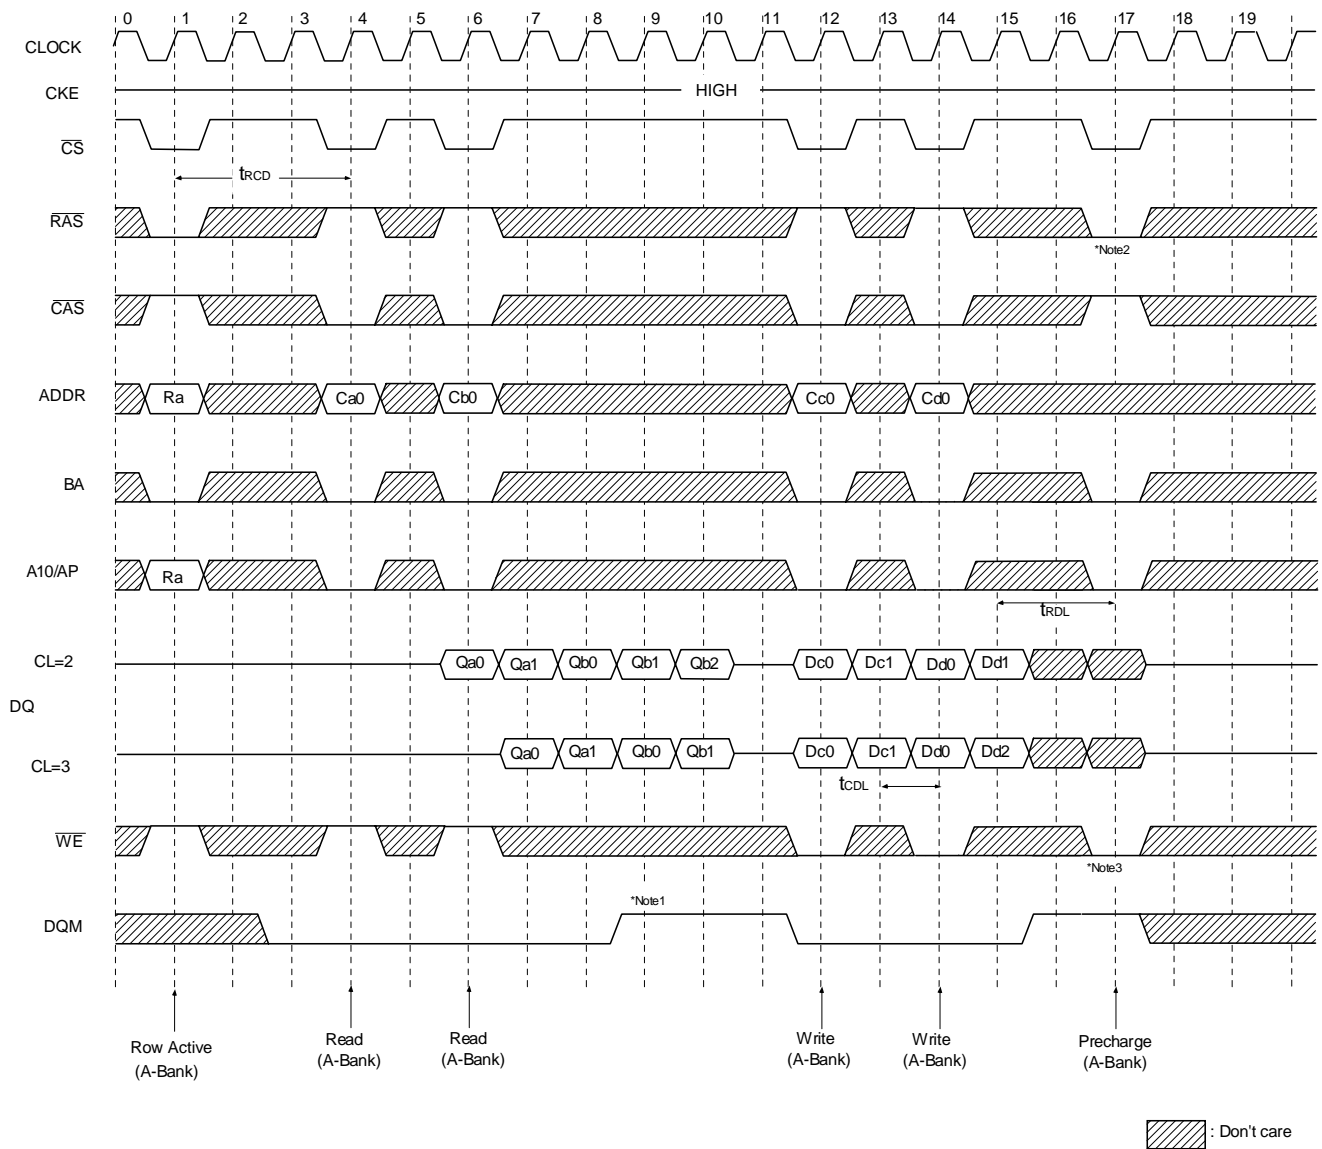 0 1 2 3 4 5 6 7 8 9 10 11 12 13 14 15 16 17 18 19
CLOCK
CKE HIGH
CS
tRCD
RAS
*Note2
CAS
ADDR Ra Ca0 Cb0 Cc0 Cd0
BA
A10/AP Ra
tRDL
CL=2 Qa0 Qa1 Qb0 Qb1 Qb2 Dc0 Dc1 Dd0 Dd1
DQ
CL=3 Qa0 Qa1 Qb0 Qb1 Dc0 Dc1 Dd0 Dd2
tCDL
WE
*Note3
*Note1
DQM
Row Active
(A-Bank)
Read
(A-Bank)
Read
(A-Bank)
Write
(A-Bank)
Write
(A-Bank)
Precharge
(A-Bank)
: Don't care